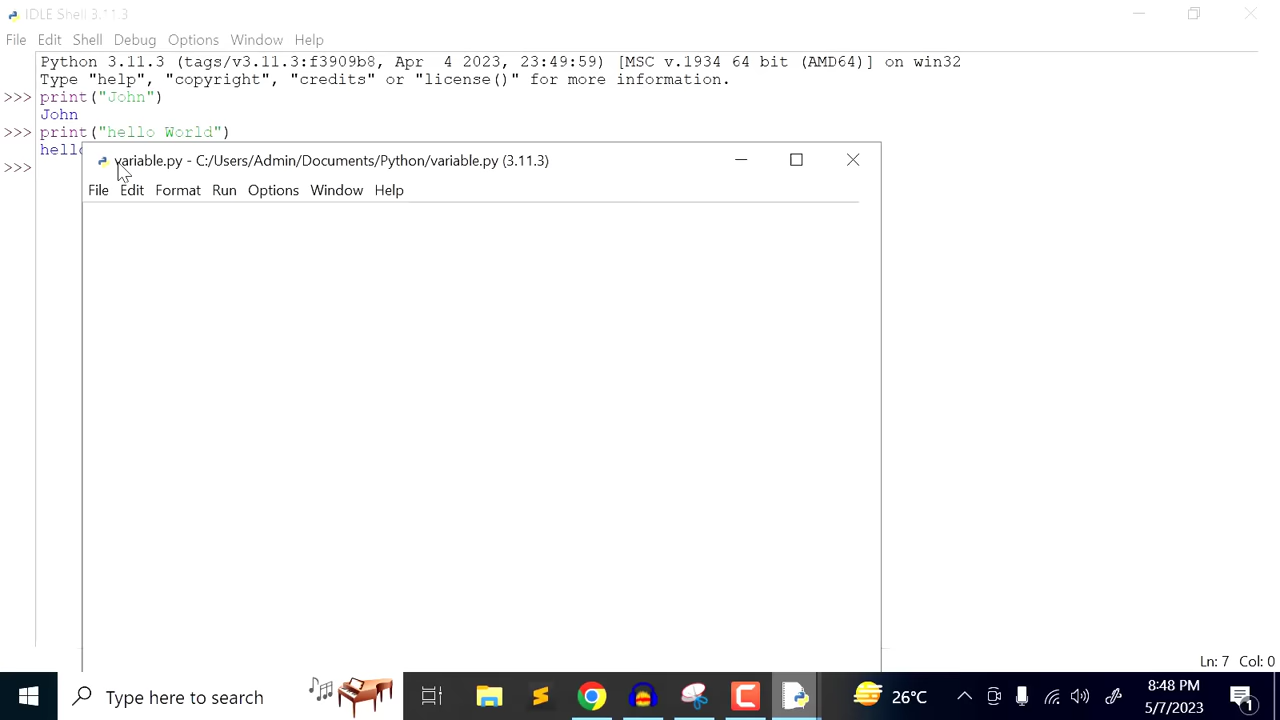 IDLE Shell 3.11.3
File Edit Shell Debug Options Window Help
Python 3.11.3 (tags/v3.11.3:f3909b8, Apr  4 2023, 23:49:59) [MSC v.1934 64 bit (AMD64)] on win32
Type "help", "copyright", "credits" or "license()" for more information.
>>> print("John")
John
>>> print("hello World")
hello
>>>
variable.py - C:/Users/Admin/Documents/Python/variable.py (3.11.3)
File Edit Format Run Options Window Help
Ln: 7 Col: 0
Type here to search
26°C
8:48 PM
5/7/2023
1